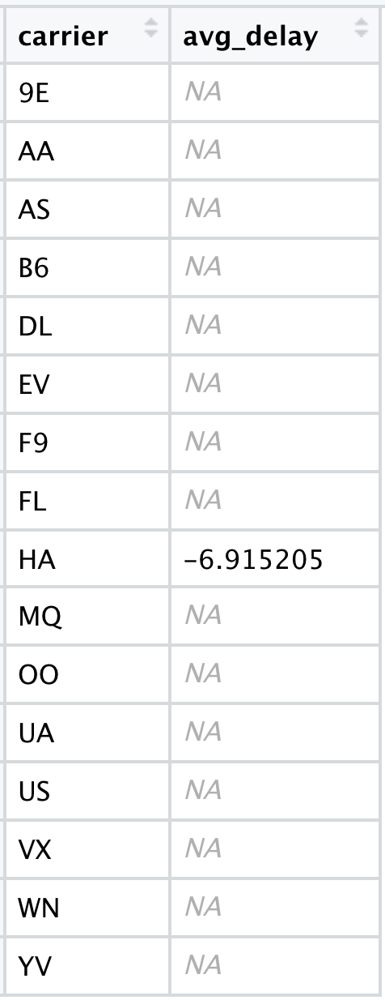 carrier avg_delay
9E NA
AA NA
AS NA
B6 NA
DL NA
EV NA
F9 NA
FL NA
HA -6.915205
MQ NA
OO NA
UA NA
US NA
VX NA
WN NA
YV NA